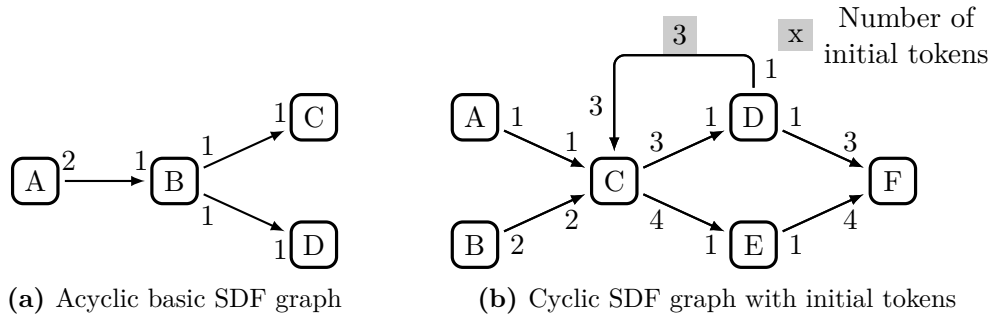 3
x
Number of
initial tokens
1
A
2
1
B
1
1
C
1
1
D
A
1
1
B
2
2
C
3
3
1
D
1
3
4
1
E
1
4
F
(a) Acyclic basic SDF graph
(b) Cyclic SDF graph with initial tokens